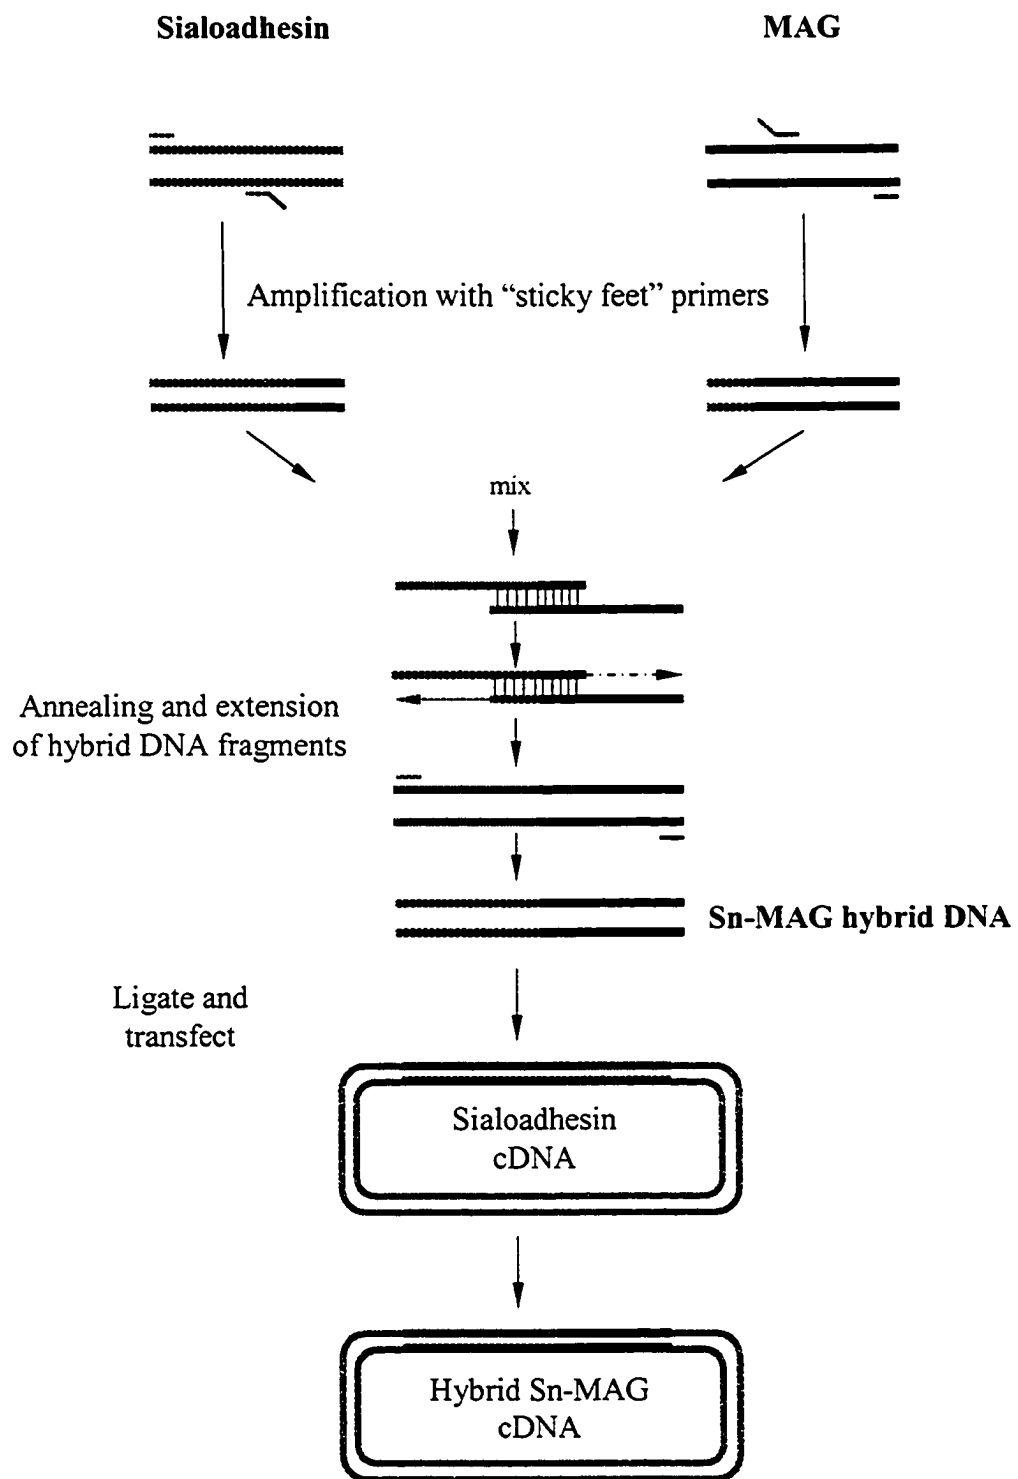 Sialoadhesin
MAG
Amplification with “sticky feet” primers
mix
Annealing and extension
of hybrid DNA fragments
Sn-MAG hybrid DNA
Ligate and
transfect
Sialoadhesin
cDNA
Hybrid Sn-MAG
cDNA